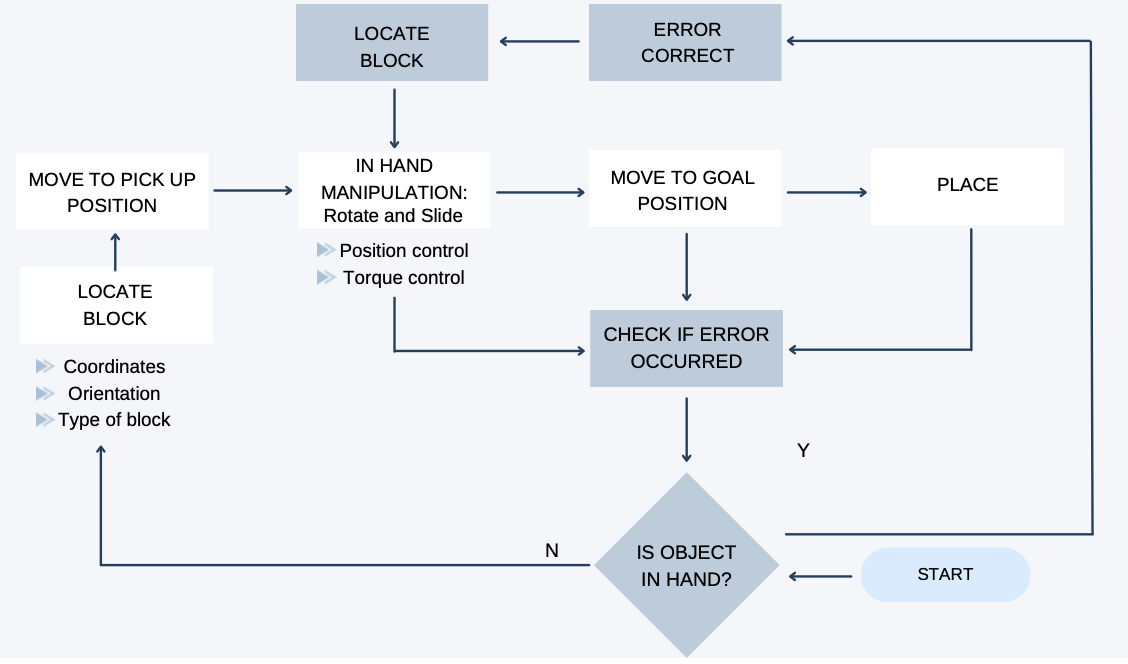 LOCATE
BLOCK
ERROR
CORRECT
MOVE TO PICK UP
POSITION
IN HAND
MANIPULATION:
Rotate and Slide
Position control
Torque control
MOVE TO GOAL
POSITION
PLACE
LOCATE
BLOCK
Coordinates
Orientation
Type of block
CHECK IF ERROR
OCCURRED
Y
N
IS OBJECT
IN HAND?
START